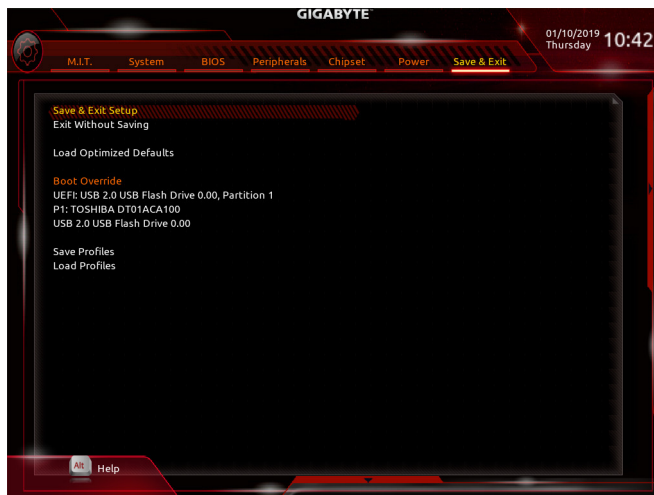 GIGABYTE™
01/10/2019
Thursday
10:42
M.I.T. System BIOS Peripherals Chipset Power Save & Exit
Save & Exit Setup
Exit Without Saving
Load Optimized Defaults
Boot Override
UEFI: USB 2.0 USB Flash Drive 0.00, Partition 1
P1: TOSHIBA DT01ACA100
USB 2.0 USB Flash Drive 0.00
Save Profiles
Load Profiles
Alt Help